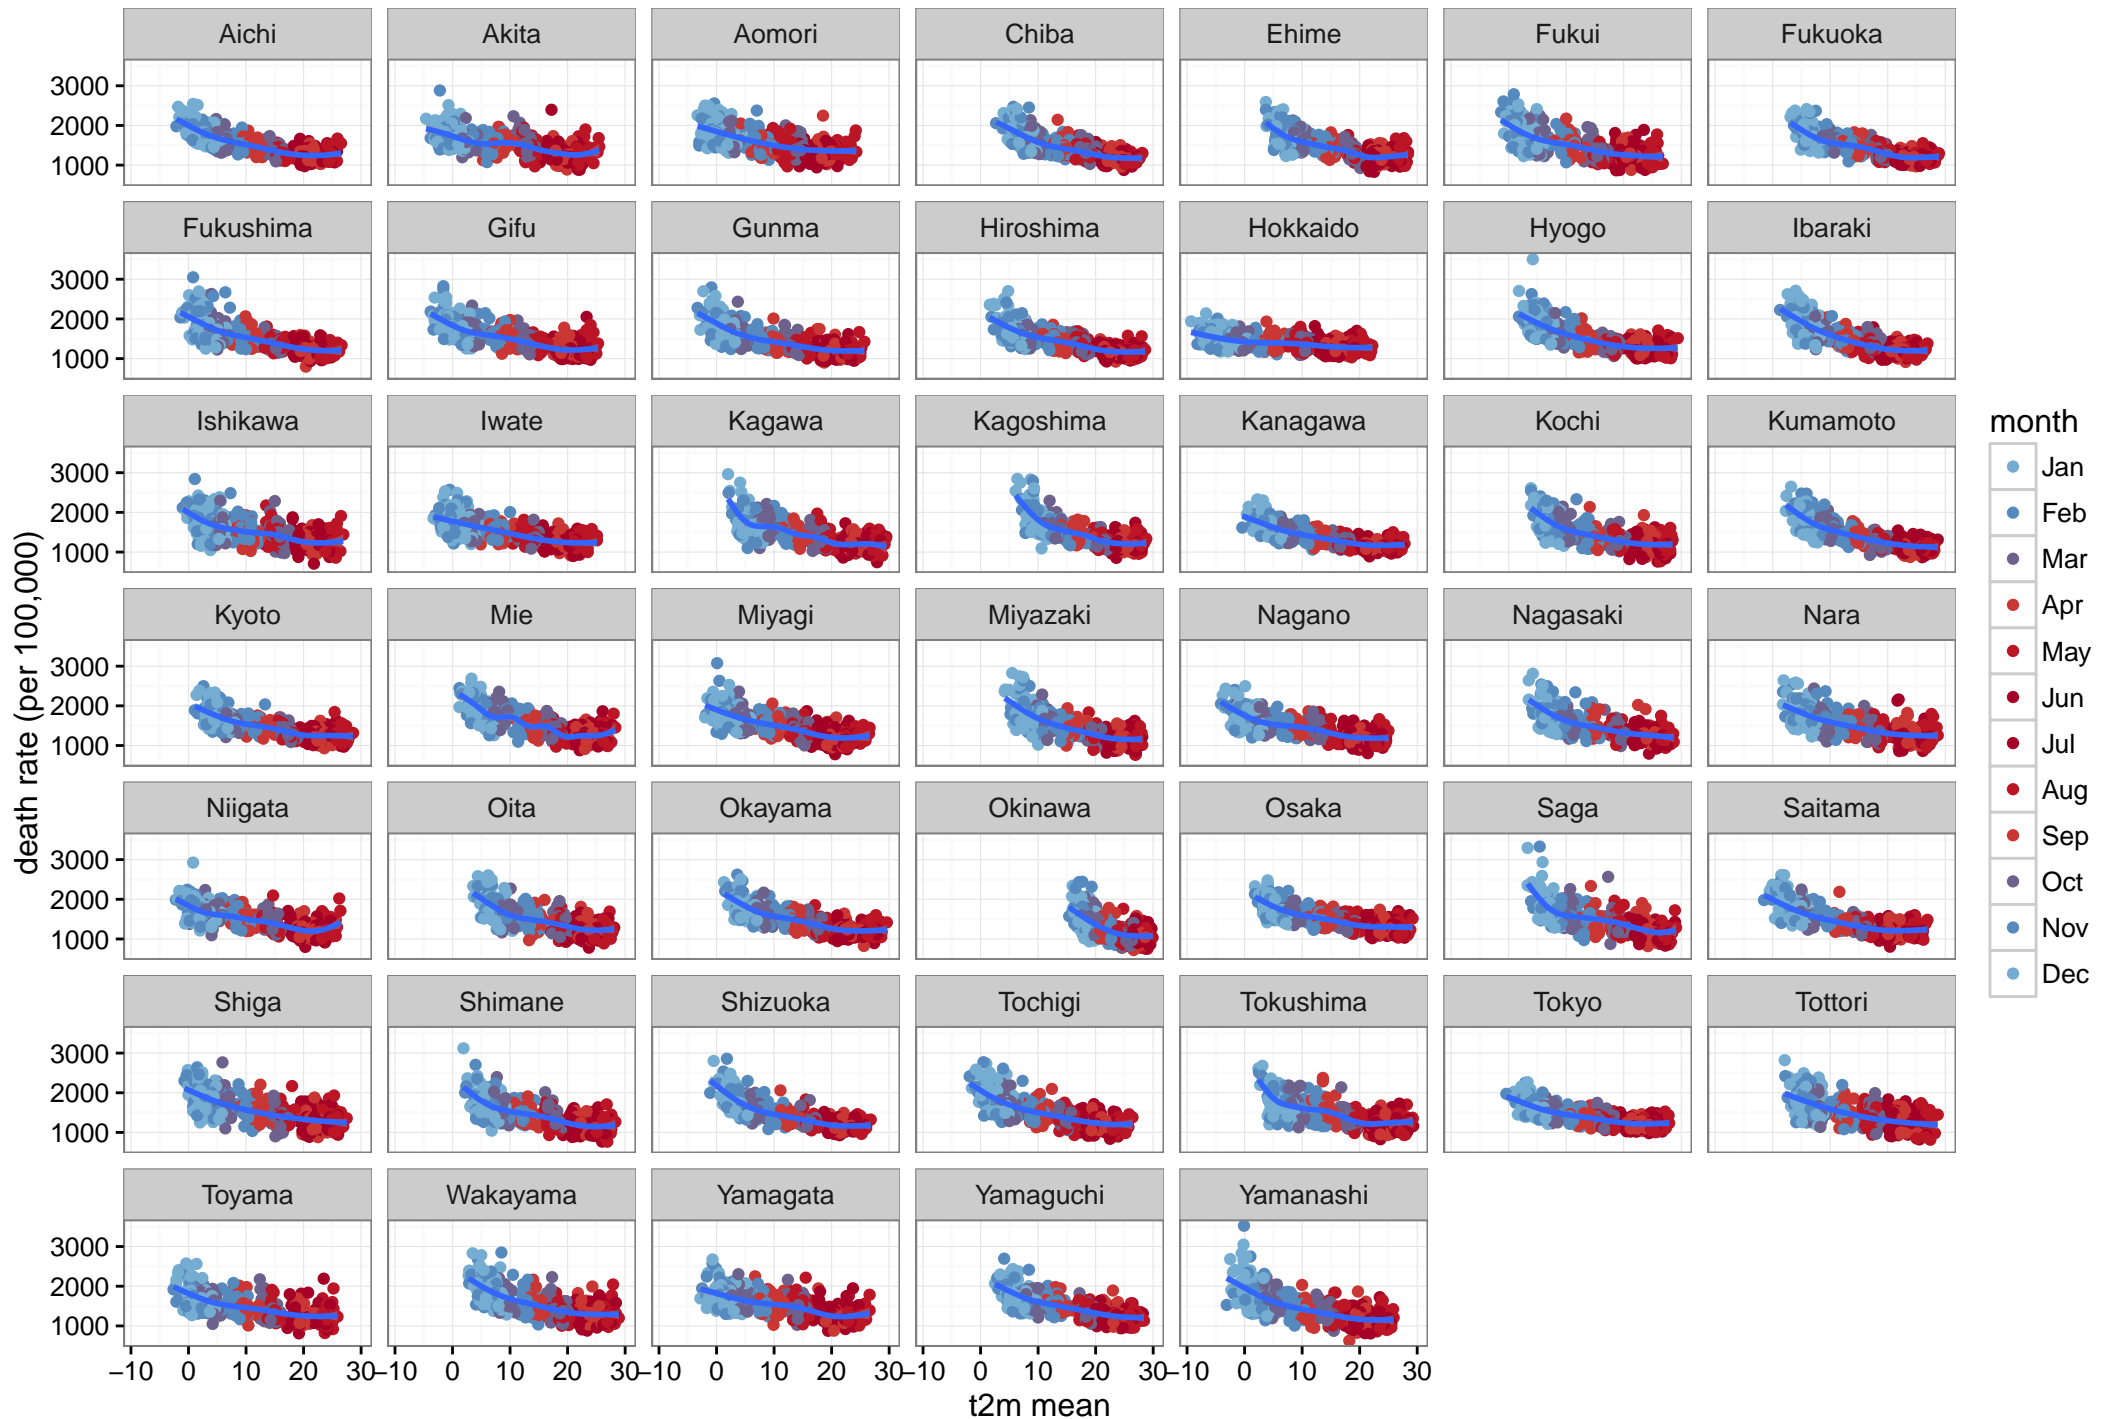 Aichi Akita Aomori Chiba Ehime Fukui Fukuoka
3000
2000
1000
Fukushima Gifu Gunma Hiroshima Hokkaido Hyogo Ibaraki
3000
2000
1000
Ishikawa Iwate Kagawa Kagoshima Kanagawa Kochi Kumamoto
3000
2000
1000
Kyoto Mie Miyagi Miyazaki Nagano Nagasaki Nara
3000
2000
1000
Niigata Oita Okayama Okinawa Osaka Saga Saitama
3000
2000
1000
Shiga Shimane Shizuoka Tochigi Tokushima Tokyo Tottori
3000
2000
1000
Toyama Wakayama Yamagata Yamaguchi Yamanashi
3000
2000
1000
−10 0 10 20 30 −10 0 10 20 30 −10 0 10 20 30 −10 0 10 20 30 −10 0 10 20 30
t2m mean
death rate (per 100,000)
month
Jan
Feb
Mar
Apr
May
Jun
Jul
Aug
Sep
Oct
Nov
Dec